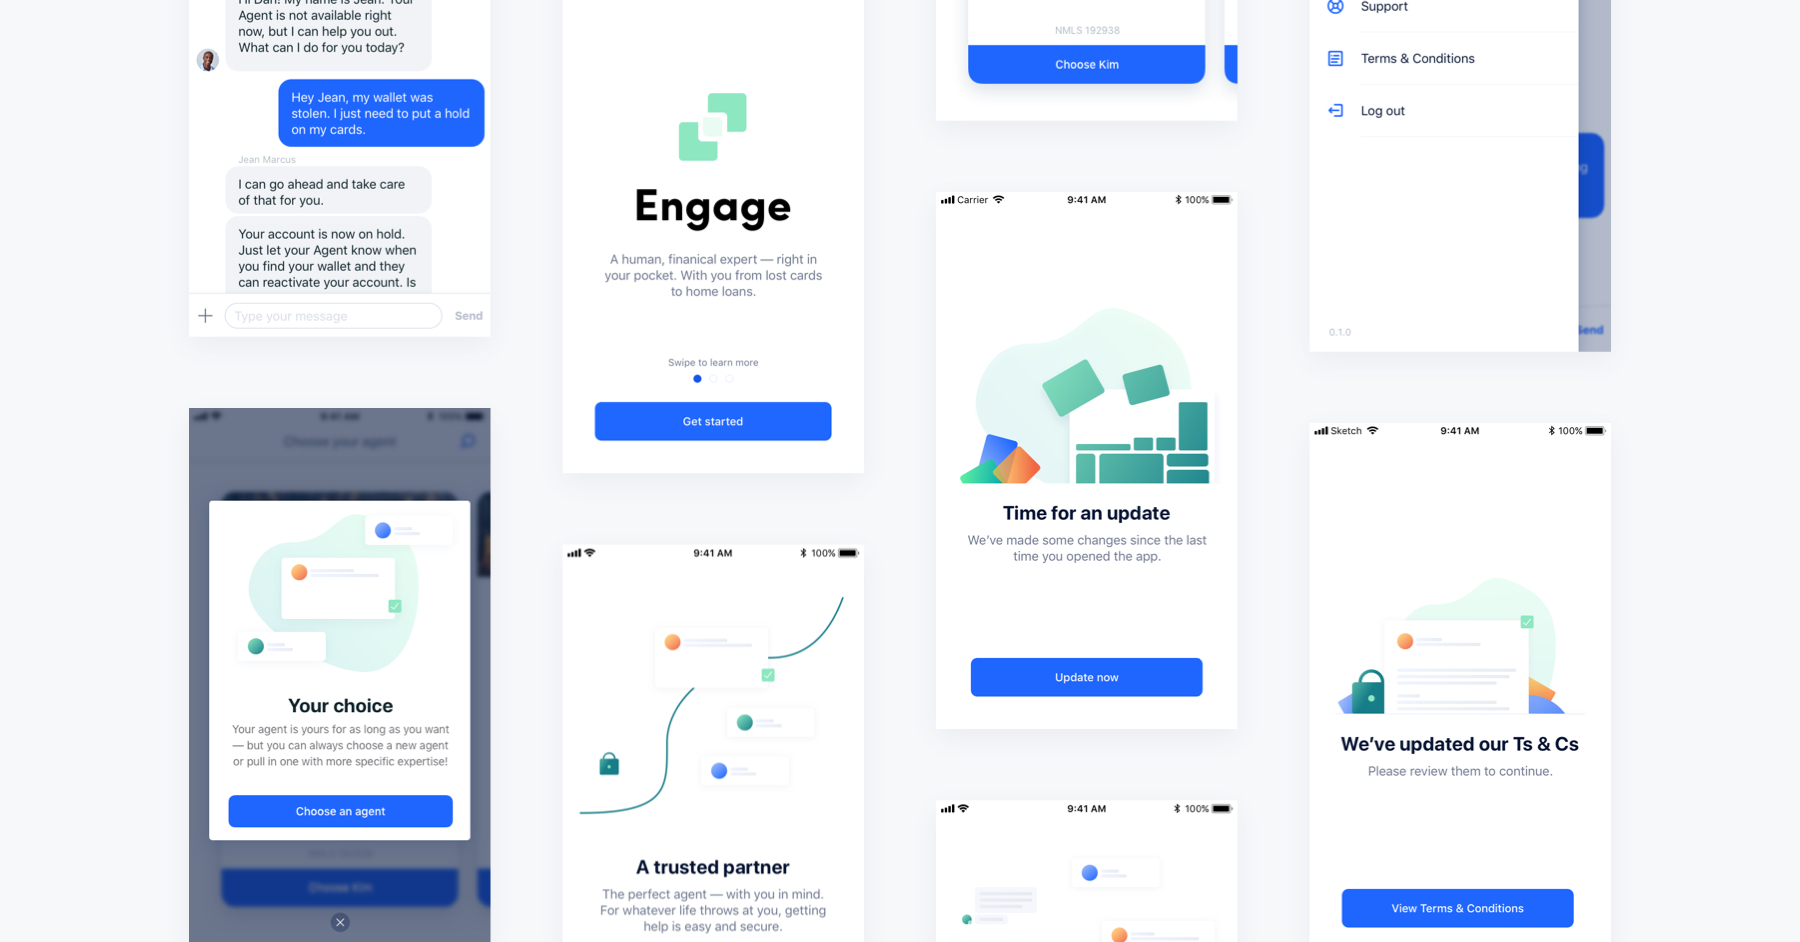 Hi Dan! My name is Jean. Your
Agent is not available right
now, but I can help you out.
What can I do for you today?
Hey Jean, my wallet was
stolen. I just need to put a hold
on my cards.
Jean Marcus
I can go ahead and take care
of that for you.
Your account is now on hold.
Just let your Agent know when
you find your wallet and they
can reactivate your account. Is
Type your message
Send
9:41 AM
100%
Choose your agent
Your choice
Your agent is yours for as long as you want
— but you can always choose a new agent
or pull in one with more specific expertise!
Choose an agent
Choose Kim
Engage
A human, finanical expert — right in
your pocket. With you from lost cards
to home loans.
Swipe to learn more
Get started
9:41 AM
100%
A trusted partner
The perfect agent — with you in mind.
For whatever life throws at you, getting
help is easy and secure.
NMLS 192938
Choose Kim
Carrier
9:41 AM
100%
Time for an update
We’ve made some changes since the last
time you opened the app.
Update now
9:41 AM
100%
Support
Terms & Conditions
Log out
0.1.0
Send
Sketch
9:41 AM
100%
We’ve updated our Ts & Cs
Please review them to continue.
View Terms & Conditions